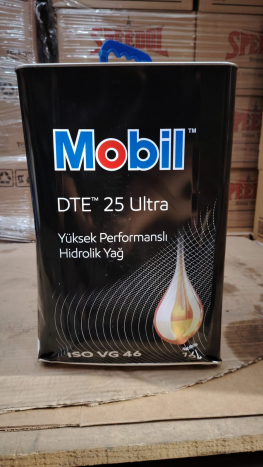 Mobil™
DTE™ 25 Ultra
Yüksek Performanslı
Hidrolik Yağ
ISO VG 46